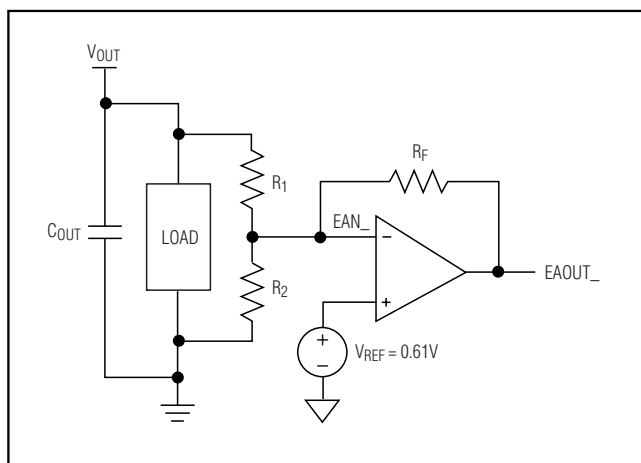 VOUT
R1
RF
EAN_
−
COUT
LOAD
R2
EAOUT_
+
+
−
VREF = 0.61V